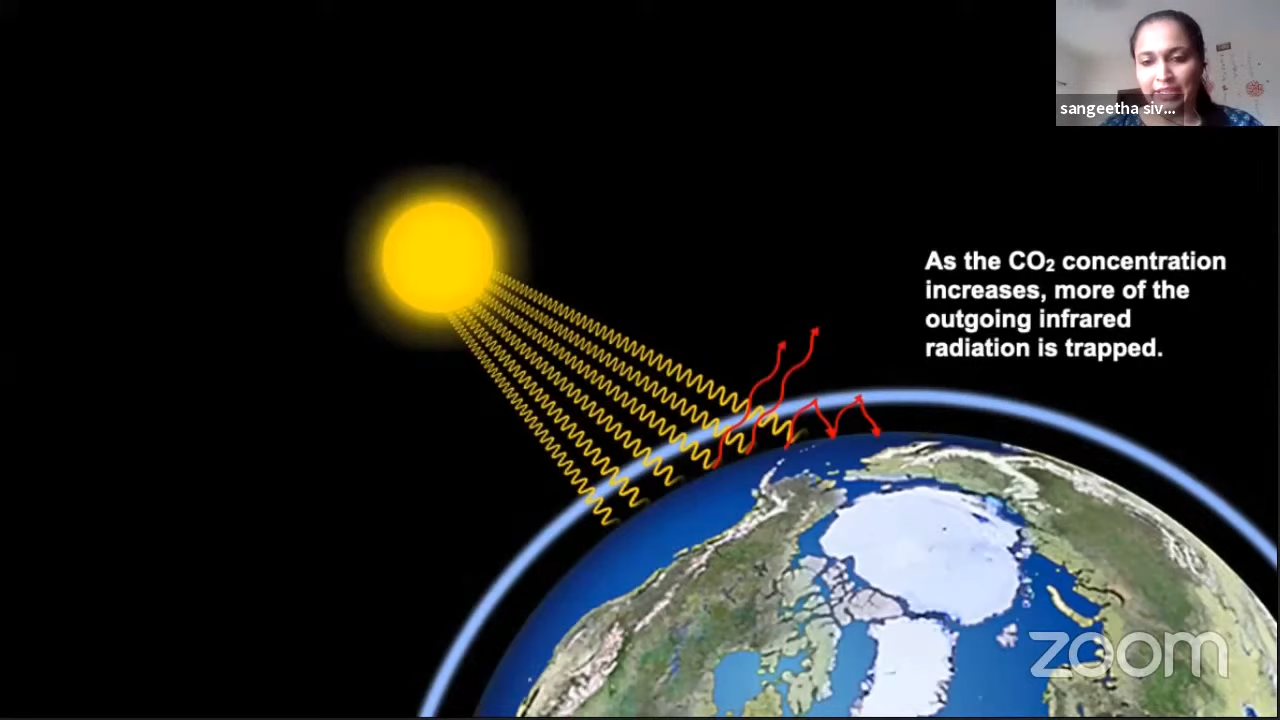 sangeetha siv...
As the CO₂ concentration
increases, more of the
outgoing infrared
radiation is trapped.
zoom